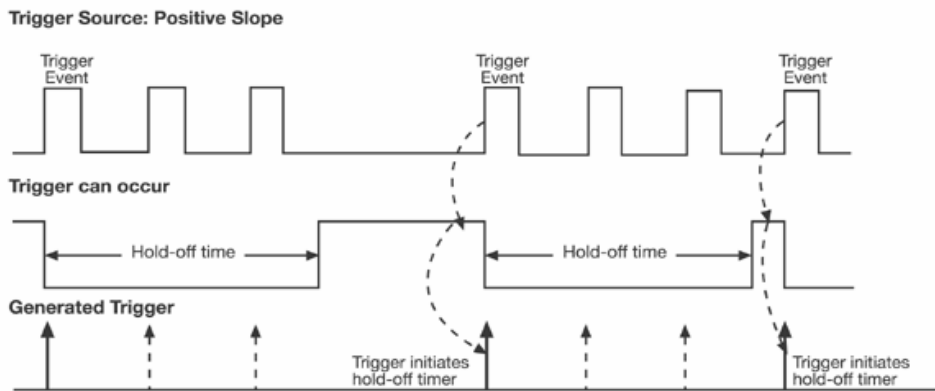 Trigger Source: Positive Slope
Trigger
Event
Trigger
Event
Trigger
Event
Trigger can occur
Hold-off time
Hold-off time
Generated Trigger
Trigger initiates
hold-off timer
Trigger initiates
hold-off timer